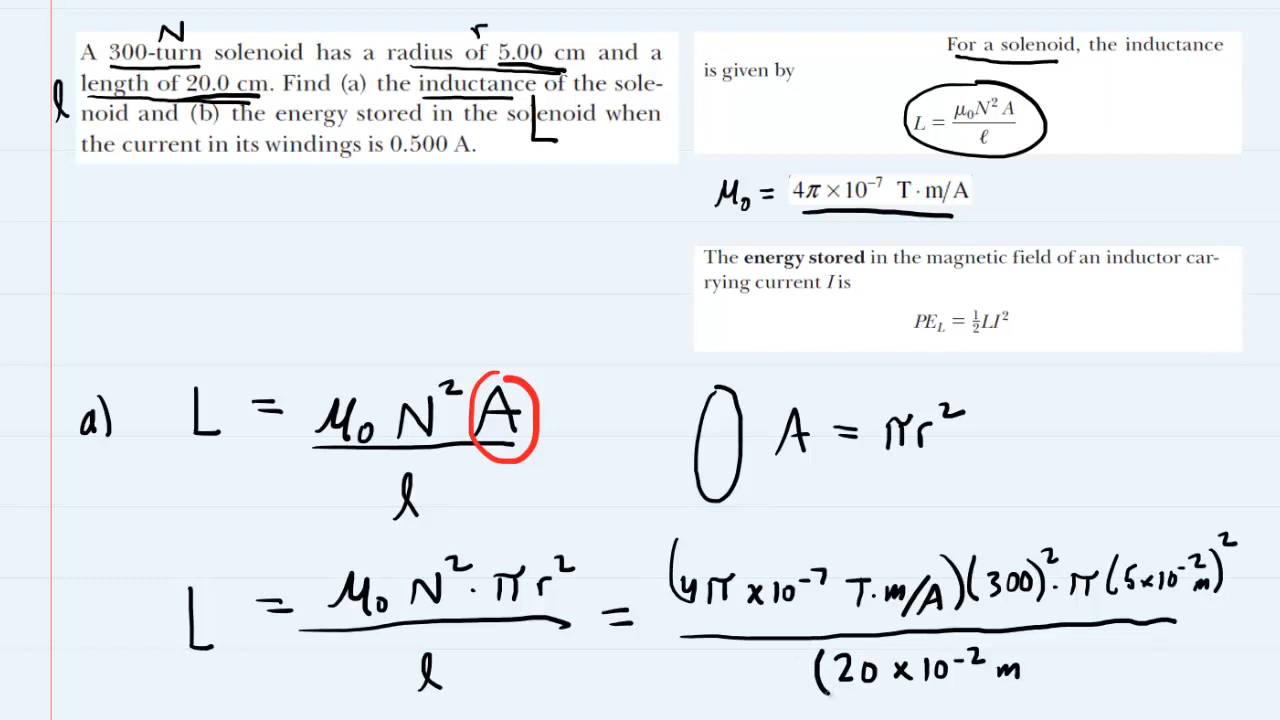 N
r
A 300-turn solenoid has a radius of 5.00 cm and a
length of 20.0 cm. Find (a) the inductance of the sole-
noid and (b) the energy stored in the solenoid when
the current in its windings is 0.500 A.
ℓ
L
For a solenoid, the inductance
is given by
L = μ₀N² A / ℓ
μ₀ = 4π × 10⁻⁷ T · m/A
The energy stored in the magnetic field of an inductor car-
rying current I is
PE_L = ½LI²
a) L = μ₀ N² A / ℓ
A = πr²
L = μ₀ N² · πr² / ℓ = (4π × 10⁻⁷ T·m/A)(300)² · π(5×10⁻² m)² / (20 × 10⁻² m